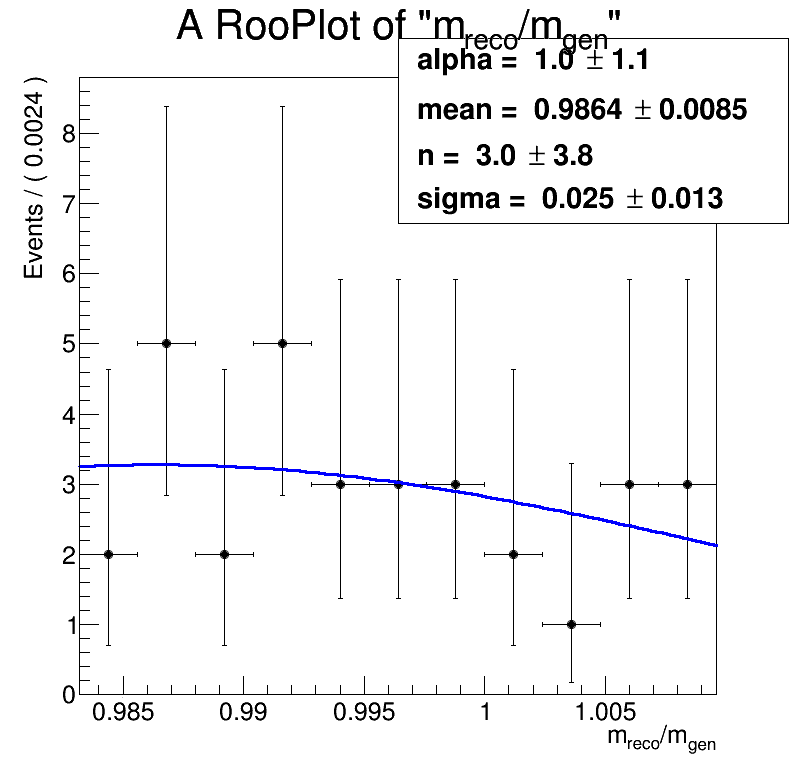 A RooPlot of "m_reco/m_gen"
alpha = 1.0 ± 1.1
mean = 0.9864 ± 0.0085
n = 3.0 ± 3.8
sigma = 0.025 ± 0.013
Events / ( 0.0024 )
8
7
6
5
4
3
2
1
0
0.985 0.99 0.995 1 1.005
m_reco/m_gen